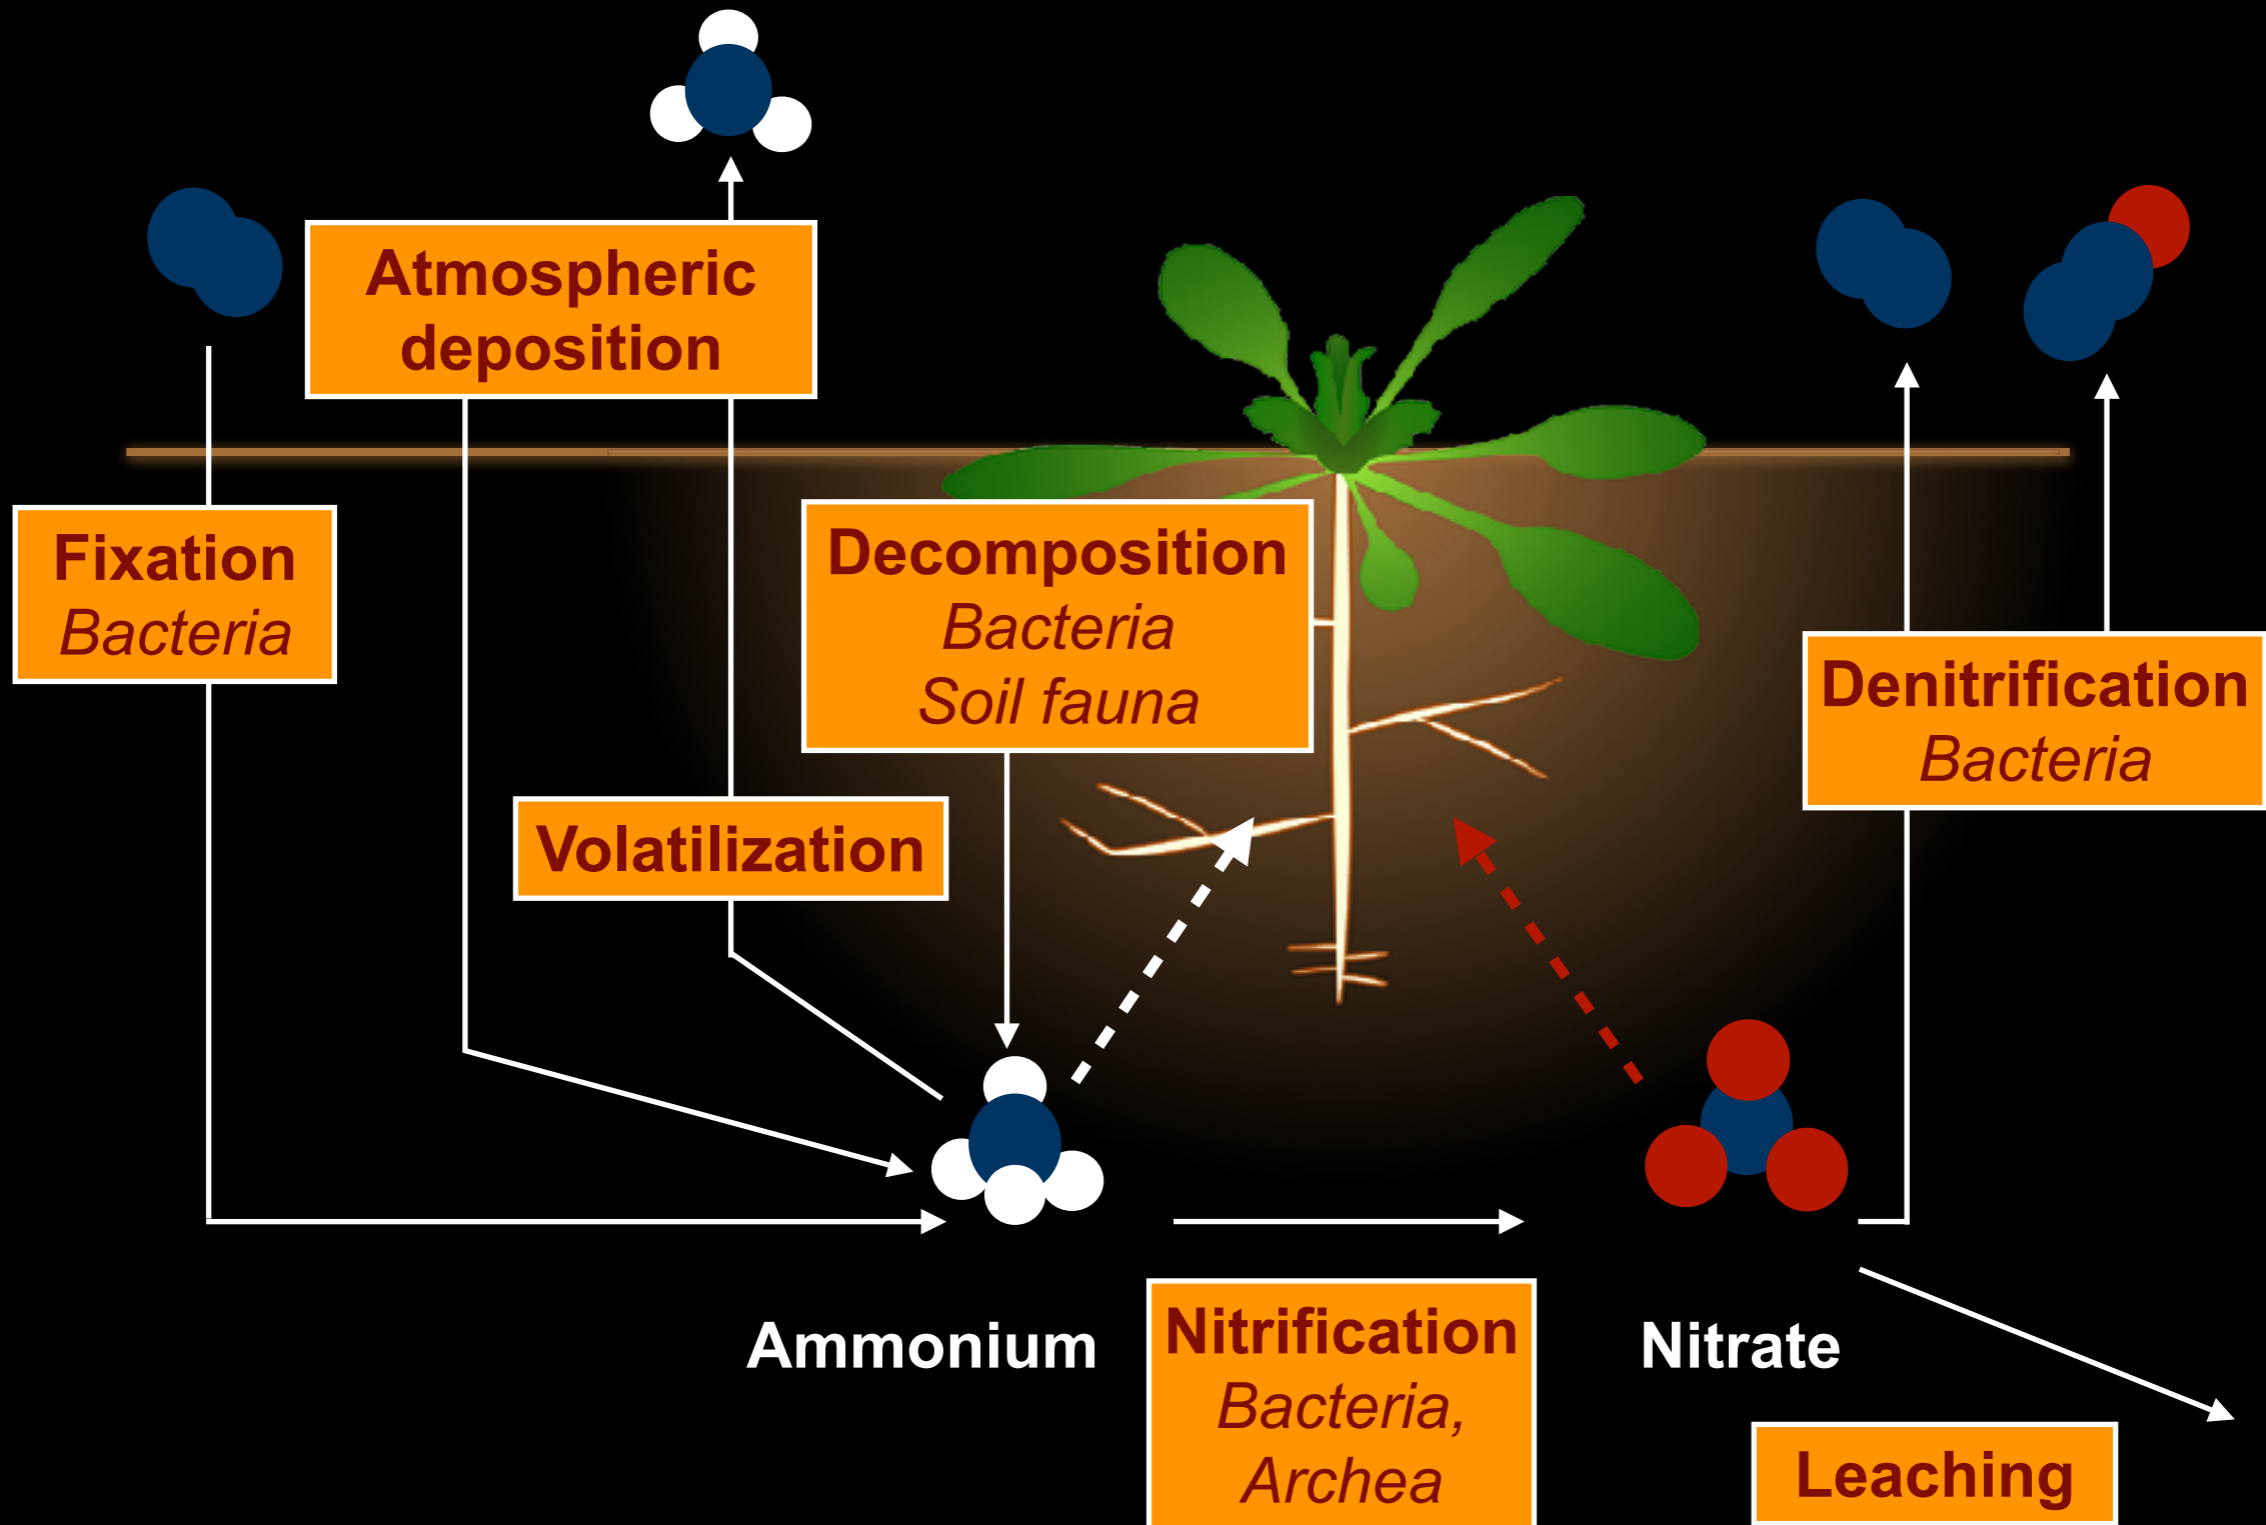 Atmospheric
deposition
Fixation
Bacteria
Decomposition
Bacteria
Soil fauna
Denitrification
Bacteria
Volatilization
Ammonium
Nitrification
Bacteria,
Archea
Nitrate
Leaching